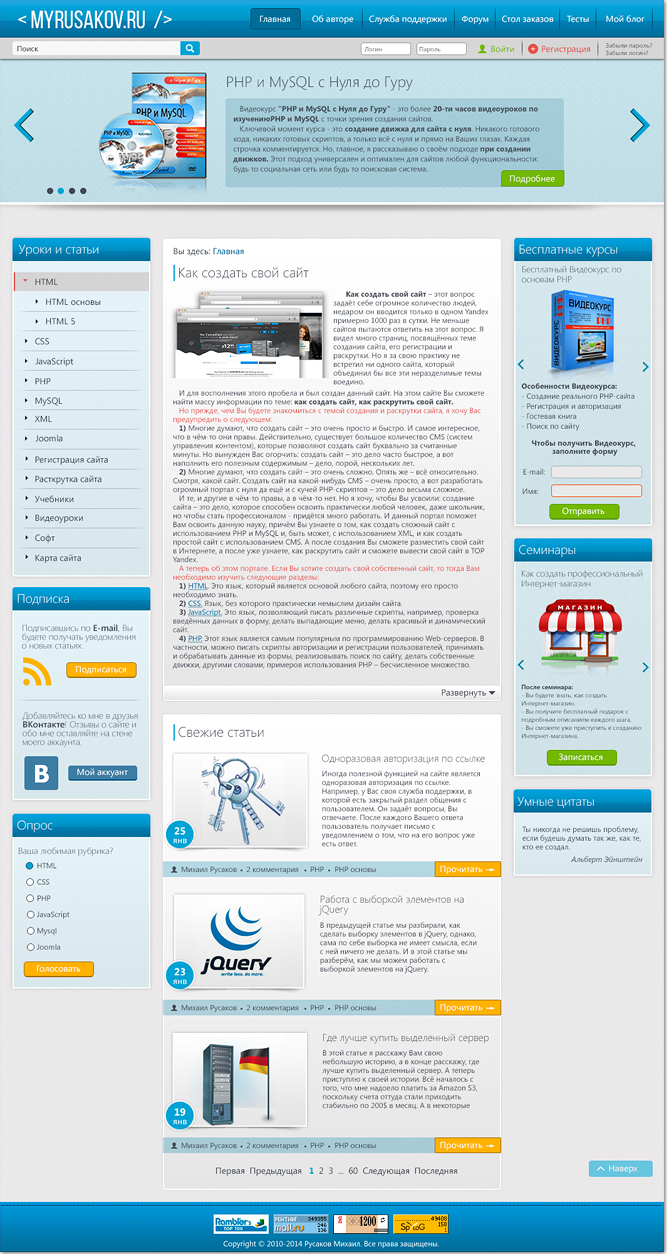 < MYRUSAKOV.RU />
Главная
Об авторе
Служба поддержки
Форум
Стол заказов
Тесты
Мой блог
Поиск
Логин
Пароль
Войти
Регистрация
Забыли пароль?
Забыли логин?
PHP и MySQL с Нуля до Гуру
Видеокурс "PHP и MySQL с Нуля до Гуру" - это более 20-ти часов видеоуроков по
изучениюPHP и MySQL с точки зрения создания сайтов.
Ключевой момент курса - это создание движка для сайта с нуля. Никакого готового
кода, никаких готовых скриптов, а только всё с нуля и прямо на Ваших глазах. Каждая
строчка комментируется. Но, главное, я рассказываю о своём подходе при создании
движков. Этот подход универсален и оптимален для сайтов любой функциональности:
будь то социальная сеть или будь то поисковая система.
Подробнее
PHP и MySQL
PHP и MySQL
DVD
Уроки и статьи
HTML
HTML основы
HTML 5
CSS
JavaScript
PHP
MySQL
XML
Joomla
Регистрация сайта
Расткрутка сайта
Учебники
Видеоуроки
Софт
Карта сайта
Подписка
Подписавшись по E-mail, Вы
будете получать уведомления
о новых статьях.
Подписаться
Добавляйтесь ко мне в друзья
ВКонтакте! Отзывы о сайте и
обо мне оставляйте на стене
моего аккаунта.
B
Мой аккуант
Опрос
Ваша любимая рубрика?
HTML
CSS
PHP
JavaScript
Mysql
Joomla
Голосовать
Вы здесь: Главная
Как создать свой сайт
Как создать свой сайт – этот вопрос
задаёт себе огромное количество людей,
недаром он вводится только в одном Yandex
примерно 1000 раз в сутки. Не меньше
сайтов пытаются ответить на этот вопрос. Я
видел много страниц, посвящённых теме
создания сайта, его регистрации и
раскрутки. Но я за свою практику не
встретил ни одного сайта, который
объединил бы все эти неразделимые темы
воедино.
И для восполнения этого пробела и был создан данный сайт. На этом сайте Вы сможете
найти массу информации по теме: как создать сайт, как раскрутить свой сайт.
Но прежде, чем Вы будете знакомиться с темой создания и раскрутки сайта, я хочу Вас
предупредить о следующем:
1) Многие думают, что создать сайт – это очень просто и быстро. И самое интересное,
что в чём-то они правы. Действительно, существует большое количество CMS (систем
управления контентом), которые позволяют создать сайт буквально за считанные
минуты. Но вынужден Вас огорчить: создать сайт – это дело часто быстрое, а вот
наполнить его полезным содержимым – дело, порой, нескольких лет.
2) Многие думают, что создать сайт – это очень сложно. Опять же – всё относительно.
Смотря, какой сайт. Создать сайт на какой-нибудь CMS – очень просто, а вот разработать
огромный портал с нуля да ещё и с кучей PHP-скриптов – это дело весьма сложное.
И те, и другие в чём-то правы, а в чём-то нет. Но я хочу, чтобы Вы усвоили: создание
сайта – это дело, которое способен освоить практически любой человек, даже школьник,
но чтобы стать профессионалом - придётся много работать. И данный портал поможет
Вам освоить данную науку, причём Вы узнаете о том, как создать сложный сайт с
использованием PHP и MySQL и, быть может, с использованием XML, и как создать
простой сайт с использованием CMS. А после создания Вы сможете разместить свой сайт
в Интернете, а после уже узнаете, как раскрутить сайт и сможете вывести свой сайт в TOP
Yandex.
А теперь об этом портале. Если Вы хотите создать свой собственный сайт, то тогда Вам
необходимо изучить следующие разделы:
1) HTML. Это язык, который является основой любого сайта, поэтому его просто
необходимо знать.
2) CSS. Язык, без которого практически немыслим дизайн сайта.
3) JavaScript. Это язык, позволяющий писать различные скрипты, например, проверка
введённых данных в форму, делать выпадающие меню, делать красивый и динамический
сайт.
4) PHP. Этот язык является самым популярным по программированию Web-серверов. В
частности, можно писать скрипты авторизации и регистрации пользователей, принимать
и обрабатывать данные из формы, реализовывать поиск по сайту, делать собственные
движки, другими словами, примеров использования PHP – бесчисленное множество.
Развернуть
Свежие статьи
Одноразовая авторизация по ссылке
Иногда полезной функцией на сайте является
одноразовая авторизация по ссылке.
Например, у Вас своя служба поддержки, в
которой есть закрытый раздел общения с
пользователем. Он задаёт вопросы, Вы
отвечаете. После каждого Вашего ответа
пользователь получает письмо с
уведомлением о том, что на его вопрос уже
есть ответ.
25
янв
Михаил Русаков • 2 комментария • PHP • PHP основы
Прочитать
Работа с выборкой элементов на
jQuery
В предыдущей статье мы разбирали, как
сделать выборку элементов в jQuery, однако,
сама по себе выборка не имеет смысла, если
с ней ничего не делать. И в этой статье мы
разберём, как мы можем работать с
выборкой элементов на jQuery.
jQuery
write less, do more.
23
янв
Михаил Русаков • 2 комментария • PHP • PHP основы
Прочитать
Где лучше купить выделенный сервер
В этой статье я расскажу Вам свою
небольшую историю, а в конце расскажу, где
лучше купить выделенный сервер. А теперь
приступлю к своей истории. Всё началось с
того, что мне надоело платить за Amazon S3,
поскольку счета оттуда стали приходить
стабильно по 200$ в месяц. А в некоторые
19
янв
Михаил Русаков • 2 комментария • PHP • PHP основы
Прочитать
Первая Предыдущая 1 2 3 ... 60 Следующая Последняя
Бесплатные курсы
Бесплатный Видеокурс по
основам PHP
ВИДЕОКУРС
PHP
Особенности Видеокурса:
- Создание реального PHP-сайта
- Регистрация и авторизация
- Гостевая книга
- Поиск по сайту
Чтобы получить Видеокурс,
заполните форму
E-mail:
Имя:
Отправить
Семинары
Как создать профессиональный
Интернет-магазин
МАГАЗИН
После семинара:
- Вы будете знать, как создать
Интернет-магазин.
- Вы получите бесплатный подарок с
подробным описанием каждого шага.
- Вы сможете уже приступить к созданию
Интернет-магазина.
Записаться
Умные цитаты
Ты никогда не решишь проблему,
если будешь думать так же, как те,
кто ее создал.
Альберт Эйнштейн
Наверх
Rambler's
TOP 100
РЕЙТИНГ
mail.ru
349355
246
136
Я
1200
SpyLOG
49408
158
1
Copyright © 2010-2014 Русаков Михаил. Все права защищены.